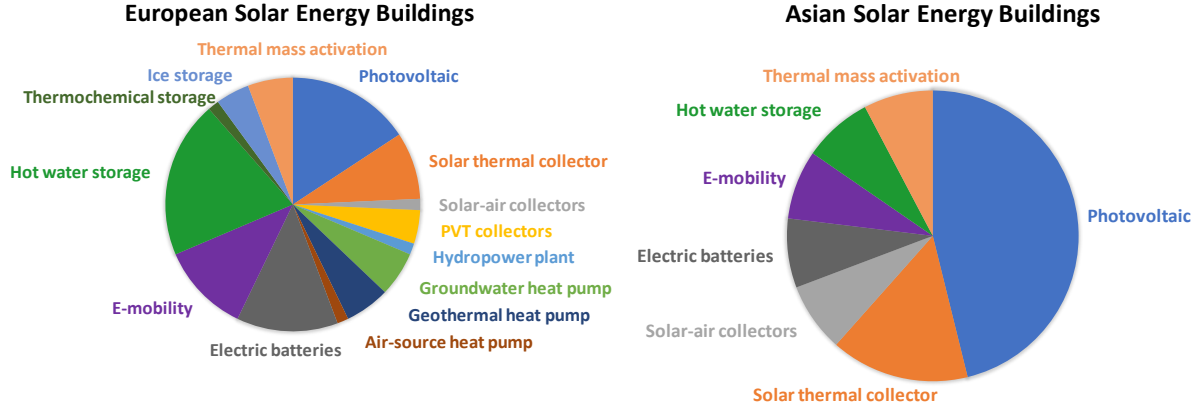 European Solar Energy Buildings
Thermal mass activation
Ice storage
Photovoltaic
Thermochemical storage
Solar thermal collector
Hot water storage
Solar-air collectors
PVT collectors
Hydropower plant
Groundwater heat pump
E-mobility
Geothermal heat pump
Air-source heat pump
Electric batteries
Asian Solar Energy Buildings
Thermal mass activation
Hot water storage
E-mobility
Photovoltaic
Electric batteries
Solar-air collectors
Solar thermal collector